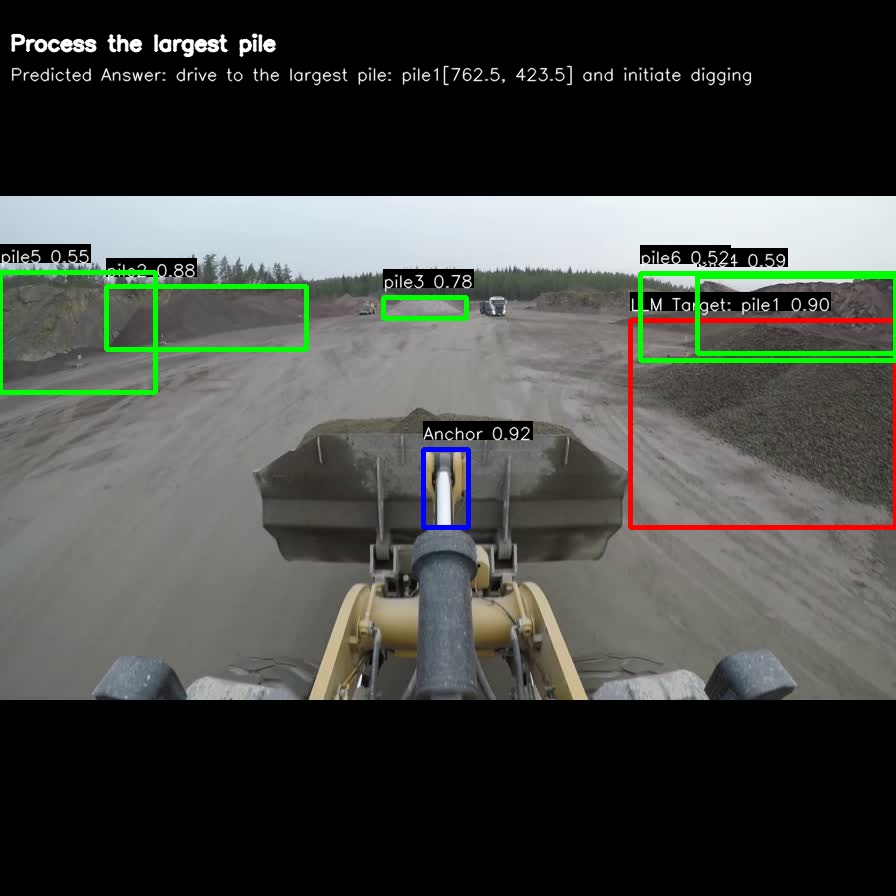 Process the largest pile
Predicted Answer: drive to the largest pile: pile1[762.5, 423.5] and initiate digging
pile5 0.55
pile2 0.88
pile3 0.78
pile6 0.52
0.59
LLM Target: pile1 0.90
Anchor 0.92